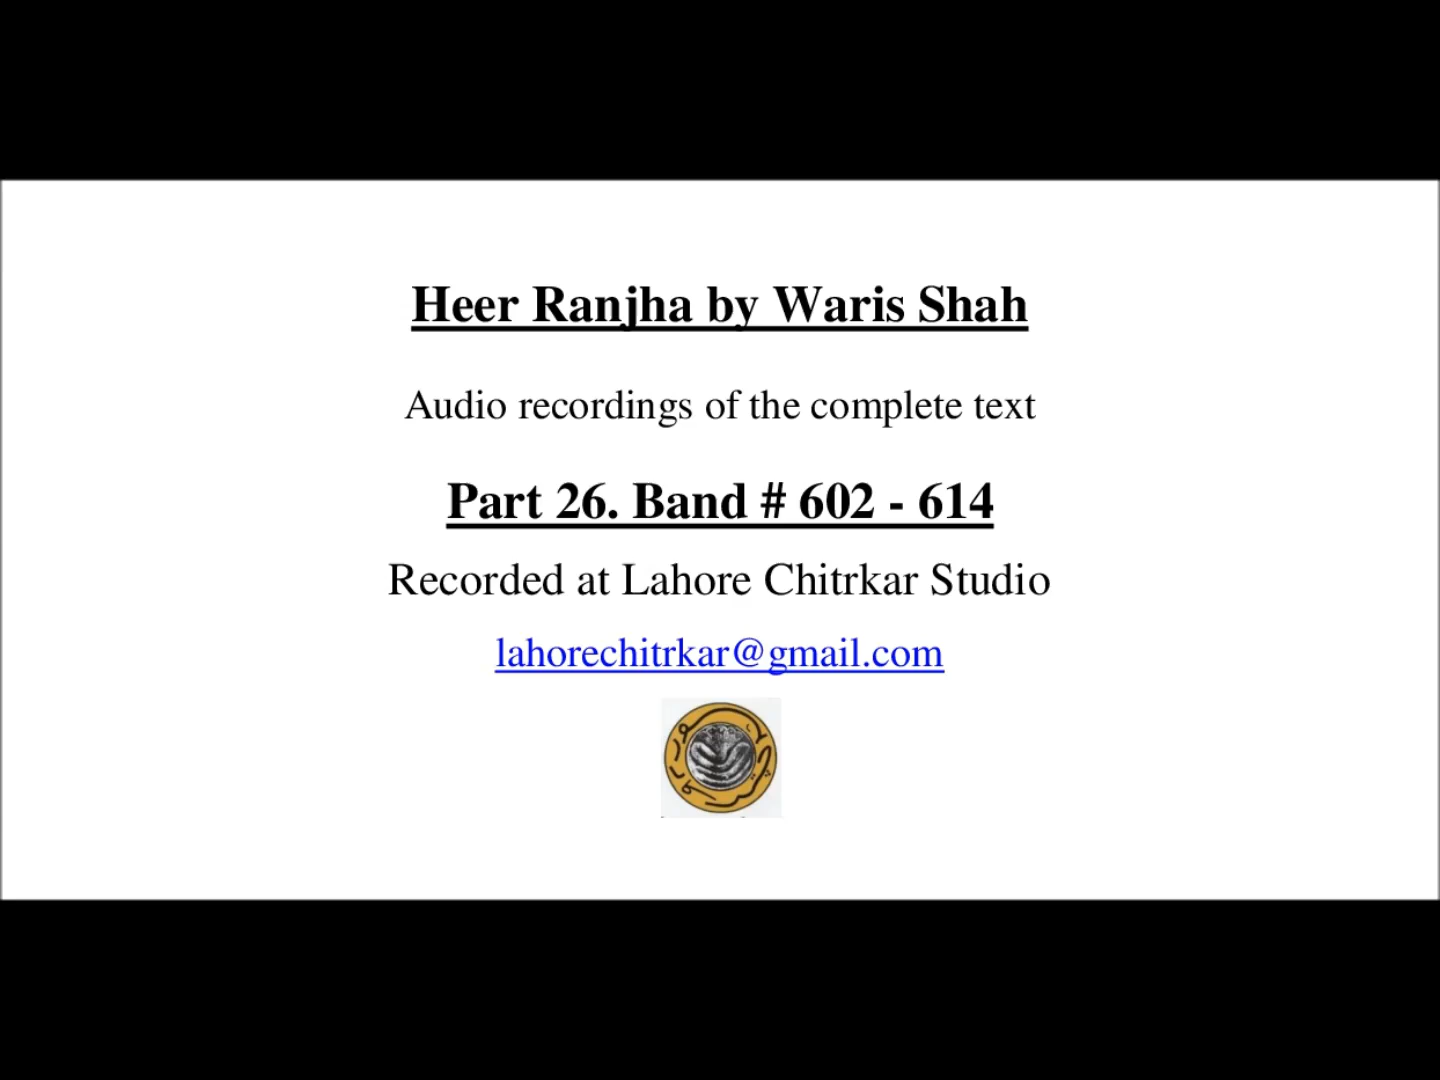 Heer Ranjha by Waris Shah
Audio recordings of the complete text
Part 26. Band # 602 - 614
Recorded at Lahore Chitrkar Studio
lahorechitrkar@gmail.com